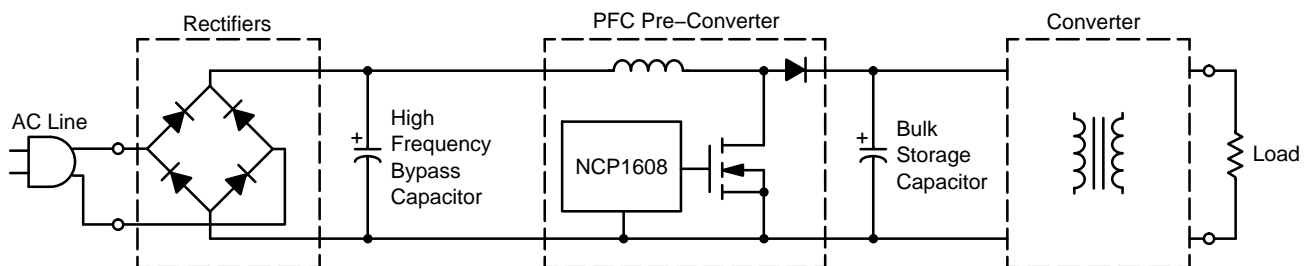 Rectifiers
PFC Pre−Converter
Converter
AC Line
+
High
Frequency
Bypass
Capacitor
NCP1608
+
Bulk
Storage
Capacitor
Load